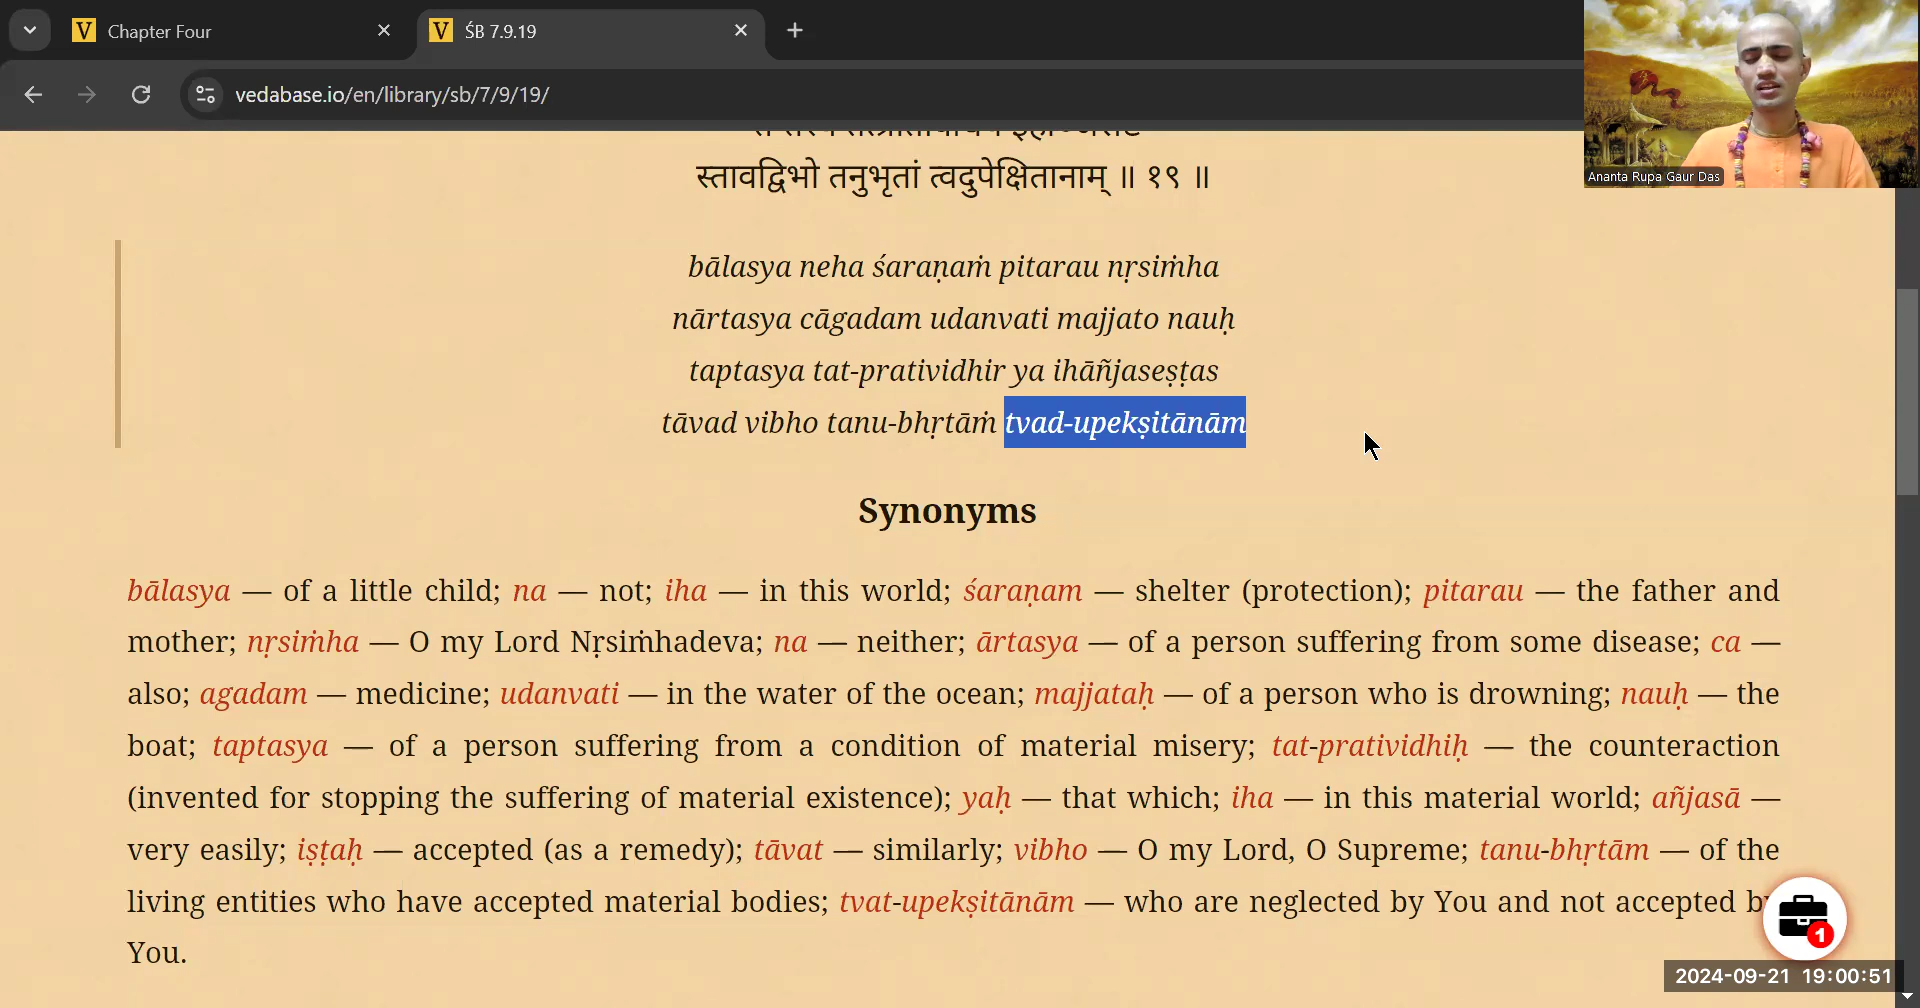 Chapter Four
ŚB 7.9.19
vedabase.io/en/library/sb/7/9/19/
Ananta Rupa Gaur Das
स्तावद्विभो तनुभृतां त्वदुपेक्षितानाम् ॥ १९ ॥
bālasya neha śaraṇaṁ pitarau nṛsiṁha
nārtasya cāgadam udanvati majjato nauḥ
taptasya tat-pratividhir ya ihāñjaseṣṭas
tāvad vibho tanu-bhṛtāṁ tvad-upekṣitānām
Synonyms
bālasya — of a little child; na — not; iha — in this world; śaraṇam — shelter (protection); pitarau — the father and
mother; nṛsiṁha — O my Lord Nṛsiṁhadeva; na — neither; ārtasya — of a person suffering from some disease; ca —
also; agadam — medicine; udanvati — in the water of the ocean; majjataḥ — of a person who is drowning; nauḥ — the
boat; taptasya — of a person suffering from a condition of material misery; tat-pratividhiḥ — the counteraction
(invented for stopping the suffering of material existence); yaḥ — that which; iha — in this material world; añjasā —
very easily; iṣṭaḥ — accepted (as a remedy); tāvat — similarly; vibho — O my Lord, O Supreme; tanu-bhṛtām — of the
living entities who have accepted material bodies; tvat-upekṣitānām — who are neglected by You and not accepted by
You.
1
2024-09-21 19:00:51